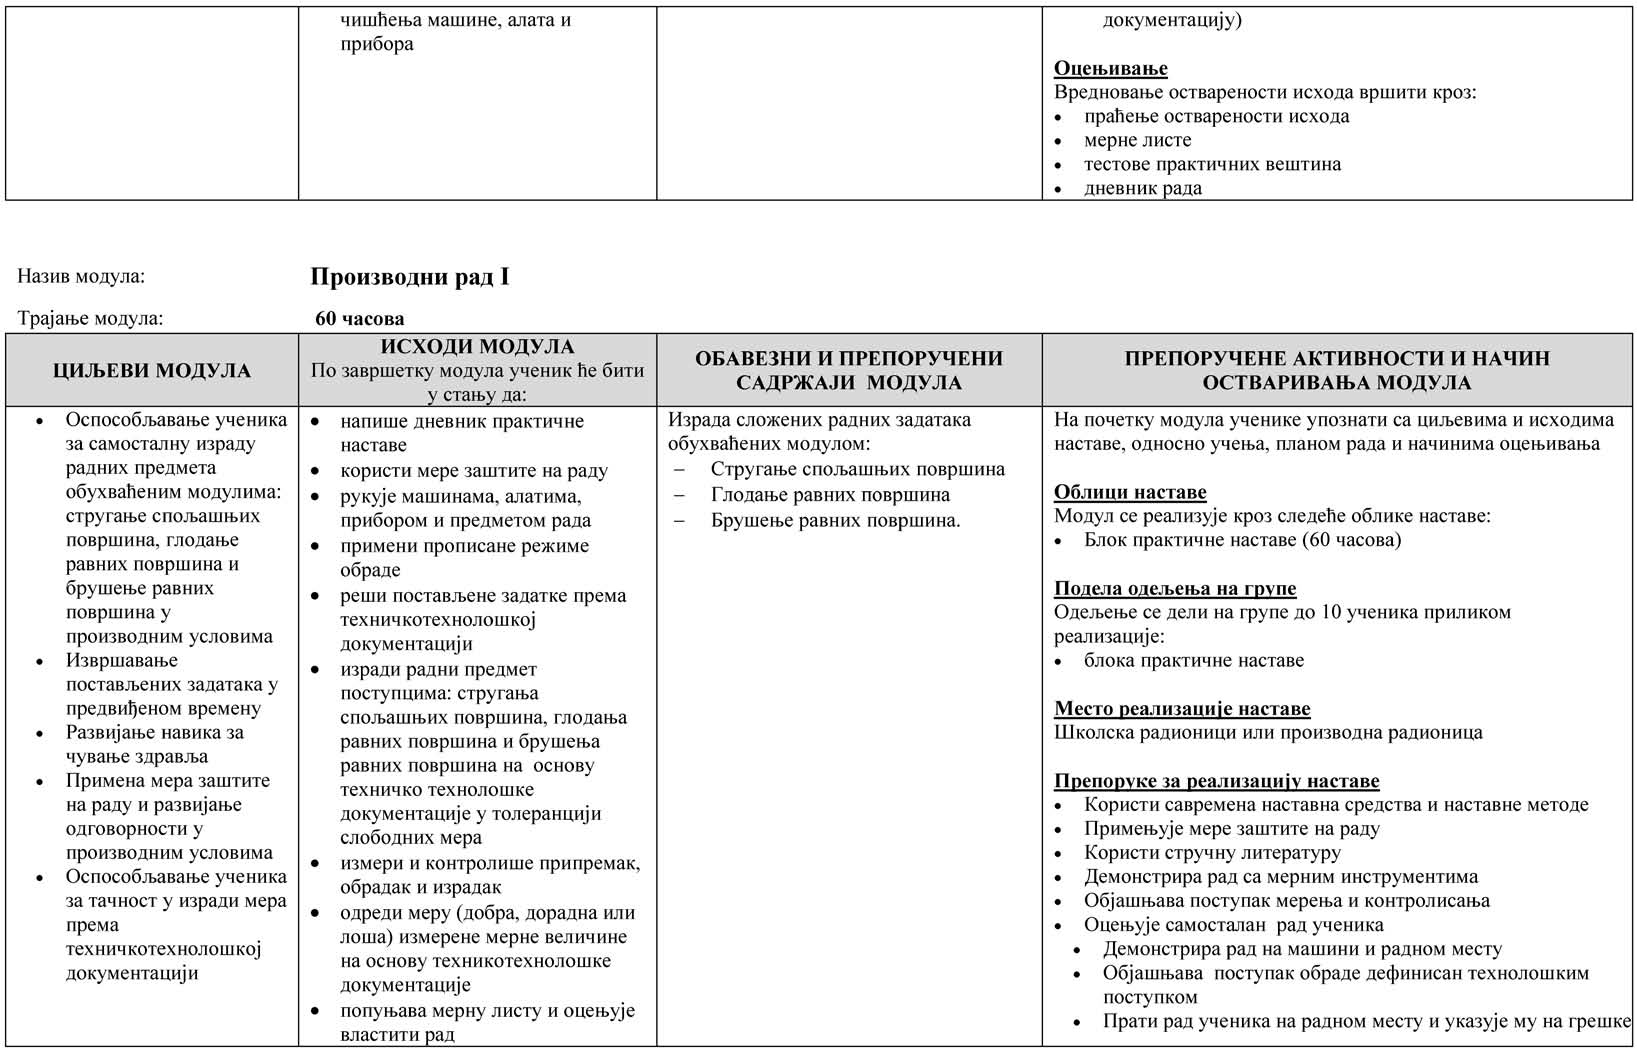 чишћења машине, алата и
прибора
документацију)
Оцењивање
Вредновање остварености исхода вршити кроз:
• праћење остварености исхода
• мерне листе
• тестове практичних вештина
• дневник рада
Назив модула:
Производни рад I
Трајање модула:
60 часова
ЦИЉЕВИ МОДУЛА
ИСХОДИ МОДУЛА
По завршетку модула ученик ће бити
у стању да:
ОБАВЕЗНИ И ПРЕПОРУЧЕНИ
САДРЖАЈИ МОДУЛА
ПРЕПОРУЧЕНЕ АКТИВНОСТИ И НАЧИН
ОСТВАРИВАЊА МОДУЛА
• Оспособљавање ученика
за самосталну израду
радних предмета
обухваћеним модулима:
стругање спољашњих
површина, глодање
равних површина и
брушење равних
површина у
производним условима
• Извршавање
постављених задатака у
предвиђеном времену
• Развијање навика за
чување здравља
• Примена мера заштите
на раду и развијање
одговорности у
производним условима
• Оспособљавање ученика
за тачност у изради мера
према
техничкотехнолошкој
документацији
• напише дневник практичне
наставе
• користи мере заштите на раду
• рукује машинама, алатима,
прибором и предметом рада
• примени прописане режиме
обраде
• реши постављене задатке према
техничкотехнолошкој
документацији
• изради радни предмет
поступцима: стругања
спољашњих површина, глодања
равних површина и брушења
равних површина на основу
техничко технолошке
документације у толеранцији
слободних мера
• измери и контролише припремак,
обрадак и израдак
• одреди меру (добра, дорадна или
лоша) измерене мерне величине
на основу техникотехнолошке
документације
• попуњава мерну листу и оцењује
властити рад
Израда сложених радних задатака
обухваћених модулом:
– Стругање спољашњих површина
– Глодање равних површина
– Брушење равних површина.
На почетку модула ученике упознати са циљевима и исходима
наставе, односно учења, планом рада и начинима оцењивања
Облици наставе
Модул се реализује кроз следеће облике наставе:
• Блок практичне наставе (60 часова)
Подела одељења на групе
Одељење се дели на групе до 10 ученика приликом
реализације:
• блока практичне наставе
Место реализације наставе
Школска радионици или производна радионица
Препоруке за реализацију наставе
• Користи савремена наставна средства и наставне методе
• Примењује мере заштите на раду
• Користи стручну литературу
• Демонстрира рад са мерним инструментима
• Објашњава поступак мерења и контролисања
• Оцењује самосталан рад ученика
• Демонстрира рад на машини и радном месту
• Објашњава поступак обраде дефинисан технолошким
поступком
• Прати рад ученика на радном месту и указује му на грешке